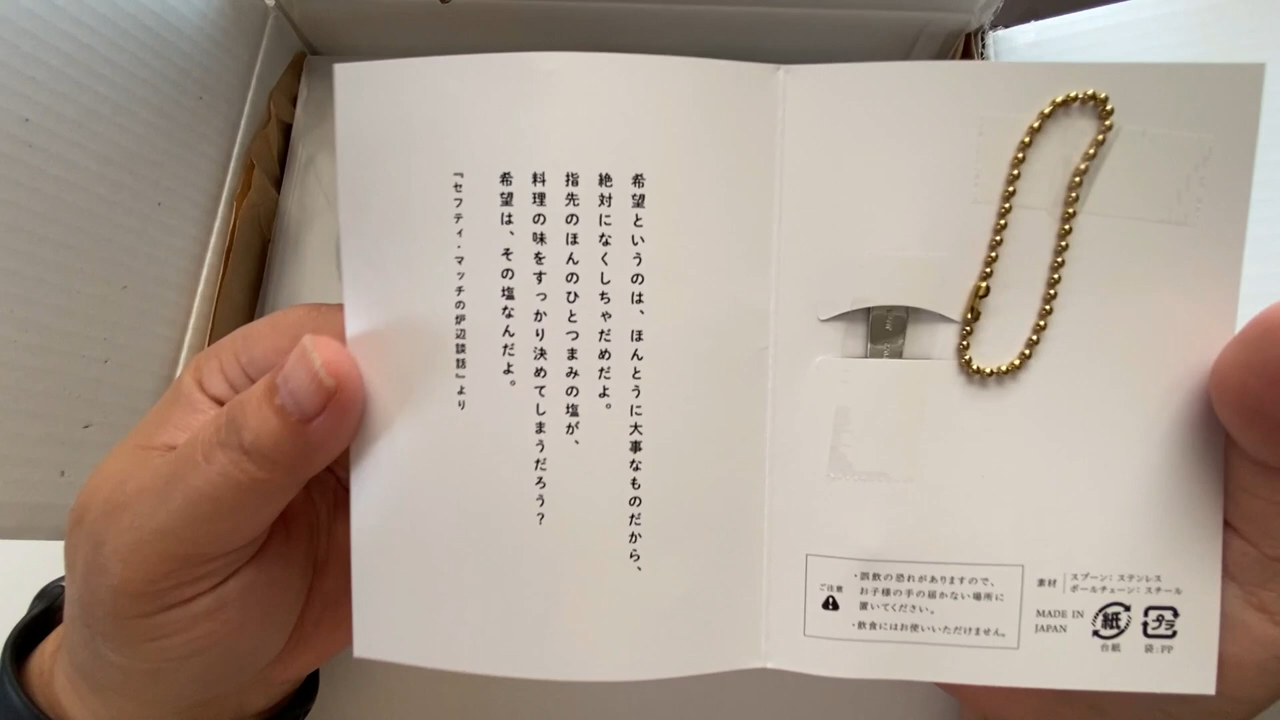 希望というのは、ほんとうに大事なものだから、
絶対になくしちゃだめだよ。
指先のほんのひとつまみの塩が、
料理の味をすっかり決めてしまうだろう？
希望は、その塩なんだよ。
『セフティ・マッチの炉辺談話』より
ご注意
・誤飲の恐れがありますので、
お子様の手の届かない場所に
置いてください。
・飲食にはお使いいただけません。
素材
スプーン：ステンレス
ボールチェーン：スチール
MADE IN
JAPAN
紙
台紙
プラ
袋：PP